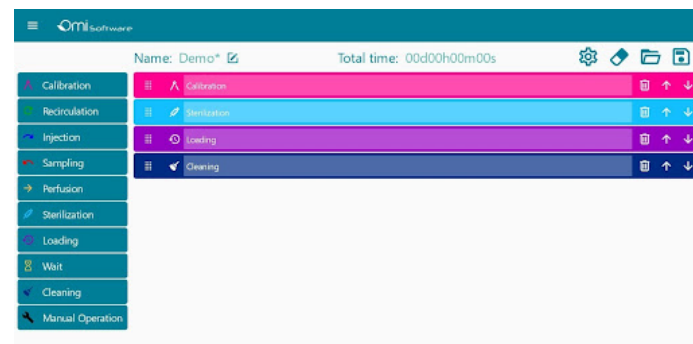 Omi Software
Name: Demo* Total time: 00d00h00m00s
Calibration
Recirculation
Injection
Sampling
Perfusion
Sterilization
Loading
Wait
Cleaning
Manual Operation
Calibration
Sterilization
Loading
Cleaning